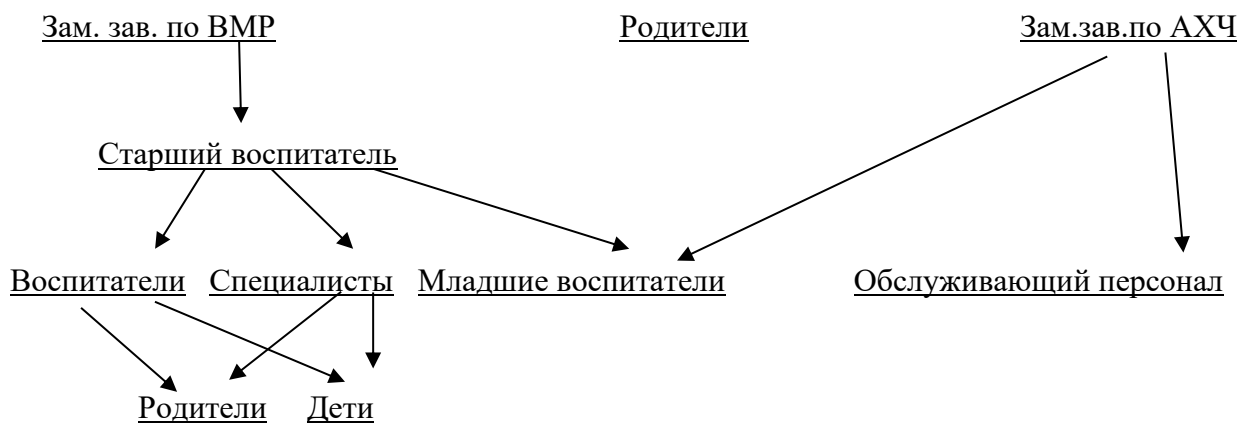 Зам. зав. по ВМР Родители Зам.зав.по АХЧ
Старший воспитатель
Воспитатели Специалисты Младшие воспитатели Обслуживающий персонал
Родители Дети